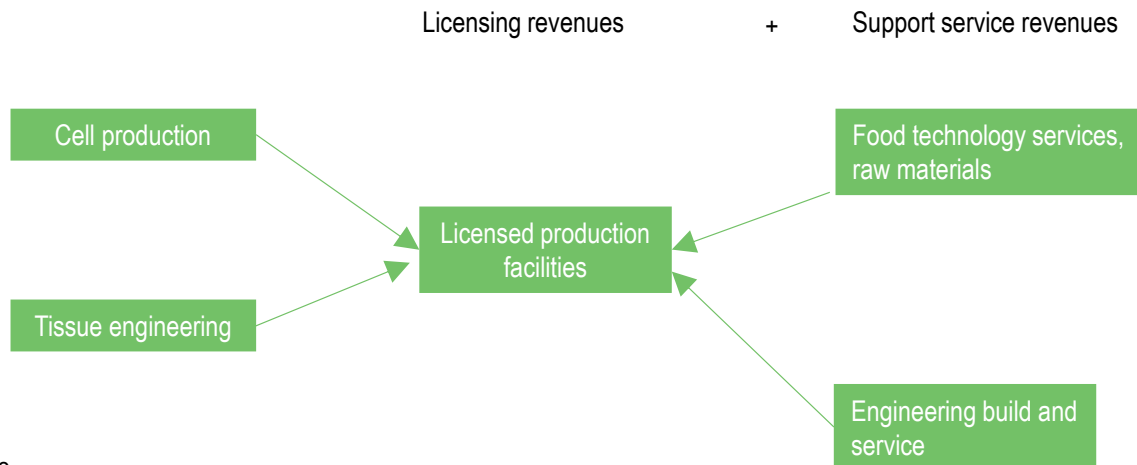 Licensing revenues + Support service revenues
Cell production
Food technology services,
raw materials
Licensed production
facilities
Tissue engineering
Engineering build and
service